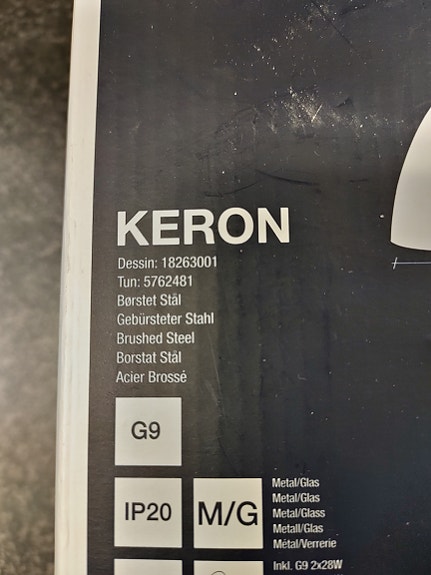 KERON
Dessin: 18263001
Tun: 5762481
Børstet Stål
Gebürsteter Stahl
Brushed Steel
Borstat Stål
Acier Brossé
G9
IP20
M/G
Metal/Glas
Metal/Glas
Metal/Glass
Metall/Glas
Métal/Verrerie
Inkl. G9 2x28W